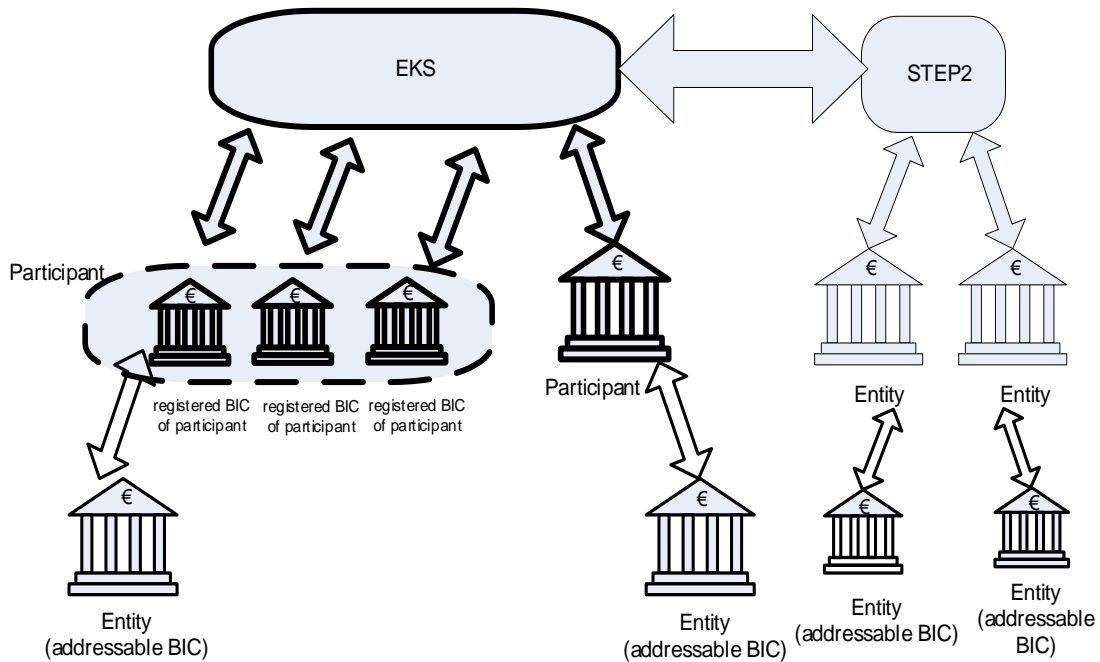 EKS
STEP2
Participant
€
€
€
€
€
€
registered BIC
of participant
registered BIC
of participant
registered BIC
of participant
Participant
Entity
Entity
€
€
€
€
Entity
(addressable BIC)
Entity
(addressable BIC)
Entity
(addressable BIC)
Entity
(addressable
BIC)